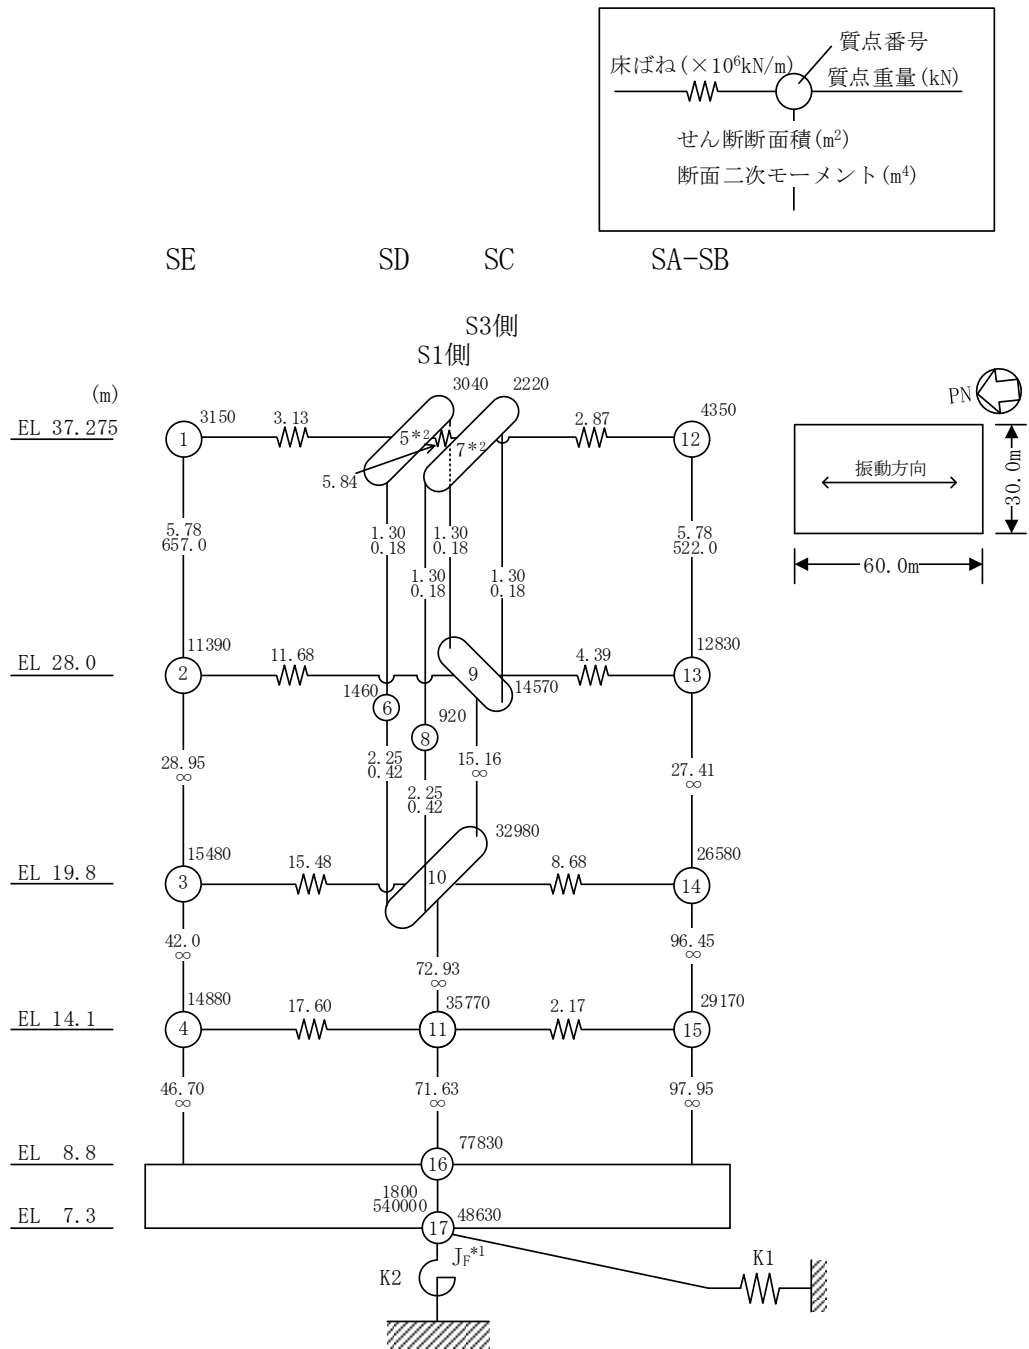 質点番号
床ばね(×10⁶kN/m)
質点重量(kN)
せん断断面積(m²)
断面二次モーメント(m⁴)
SE SD SC SA-SB
S3側
S1側
(m)
EL 37.275
1 3150 3.13 5*² 3040 7*² 2220 2.87 12 4350
5.84
PN
振動方向
30.0m
60.0m
5.78
657.0
1.30
0.18
1.30
0.18
5.78
522.0
1.30
0.18
1.30
0.18
EL 28.0
2 11390 11.68 9 14570 4.39 13 12830
1460 6
920 8
28.95
∞
2.25
0.42
15.16
∞
27.41
∞
2.25
0.42
EL 19.8
3 15480 15.48 10 32980 8.68 14 26580
42.0
∞
72.93
∞
96.45
∞
EL 14.1
4 14880 17.60 11 35770 2.17 15 29170
46.70
∞
71.63
∞
97.95
∞
EL 8.8
16 77830
1800
540000
EL 7.3
17 48630
K2 J_F*¹ K1